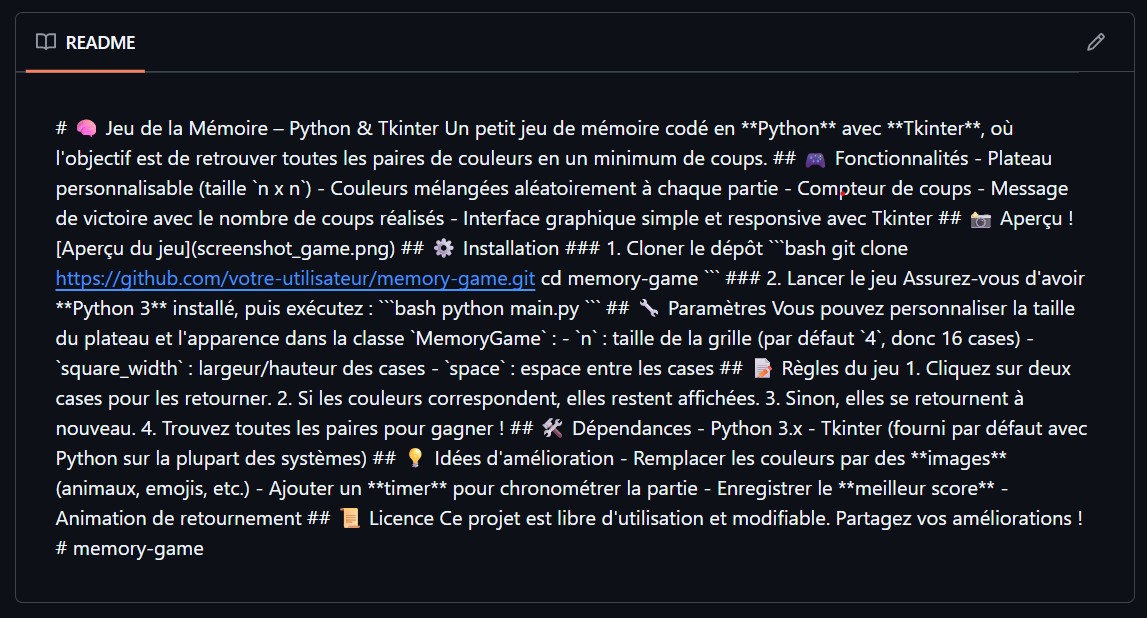 README
# 🧠 Jeu de la Mémoire – Python & Tkinter Un petit jeu de mémoire codé en **Python** avec **Tkinter**, où
l'objectif est de retrouver toutes les paires de couleurs en un minimum de coups. ## 🎮 Fonctionnalités - Plateau
personnalisable (taille `n x n`) - Couleurs mélangées aléatoirement à chaque partie - Compteur de coups - Message
de victoire avec le nombre de coups réalisés - Interface graphique simple et responsive avec Tkinter ## 📸 Aperçu !
[Aperçu du jeu](screenshot_game.png) ## ⚙️ Installation ### 1. Cloner le dépôt ```bash git clone
https://github.com/votre-utilisateur/memory-game.git cd memory-game ``` ### 2. Lancer le jeu Assurez-vous d'avoir
**Python 3** installé, puis exécutez : ```bash python main.py ``` ## 🔧 Paramètres Vous pouvez personnaliser la taille
du plateau et l'apparence dans la classe `MemoryGame` : - `n` : taille de la grille (par défaut `4`, donc 16 cases) -
`square_width` : largeur/hauteur des cases - `space` : espace entre les cases ## 📝 Règles du jeu 1. Cliquez sur deux
cases pour les retourner. 2. Si les couleurs correspondent, elles restent affichées. 3. Sinon, elles se retournent à
nouveau. 4. Trouvez toutes les paires pour gagner ! ## 🛠️ Dépendances - Python 3.x - Tkinter (fourni par défaut avec
Python sur la plupart des systèmes) ## 💡 Idées d'amélioration - Remplacer les couleurs par des **images**
(animaux, emojis, etc.) - Ajouter un **timer** pour chronométrer la partie - Enregistrer le **meilleur score** -
Animation de retournement ## 📜 Licence Ce projet est libre d'utilisation et modifiable. Partagez vos améliorations !
# memory-game